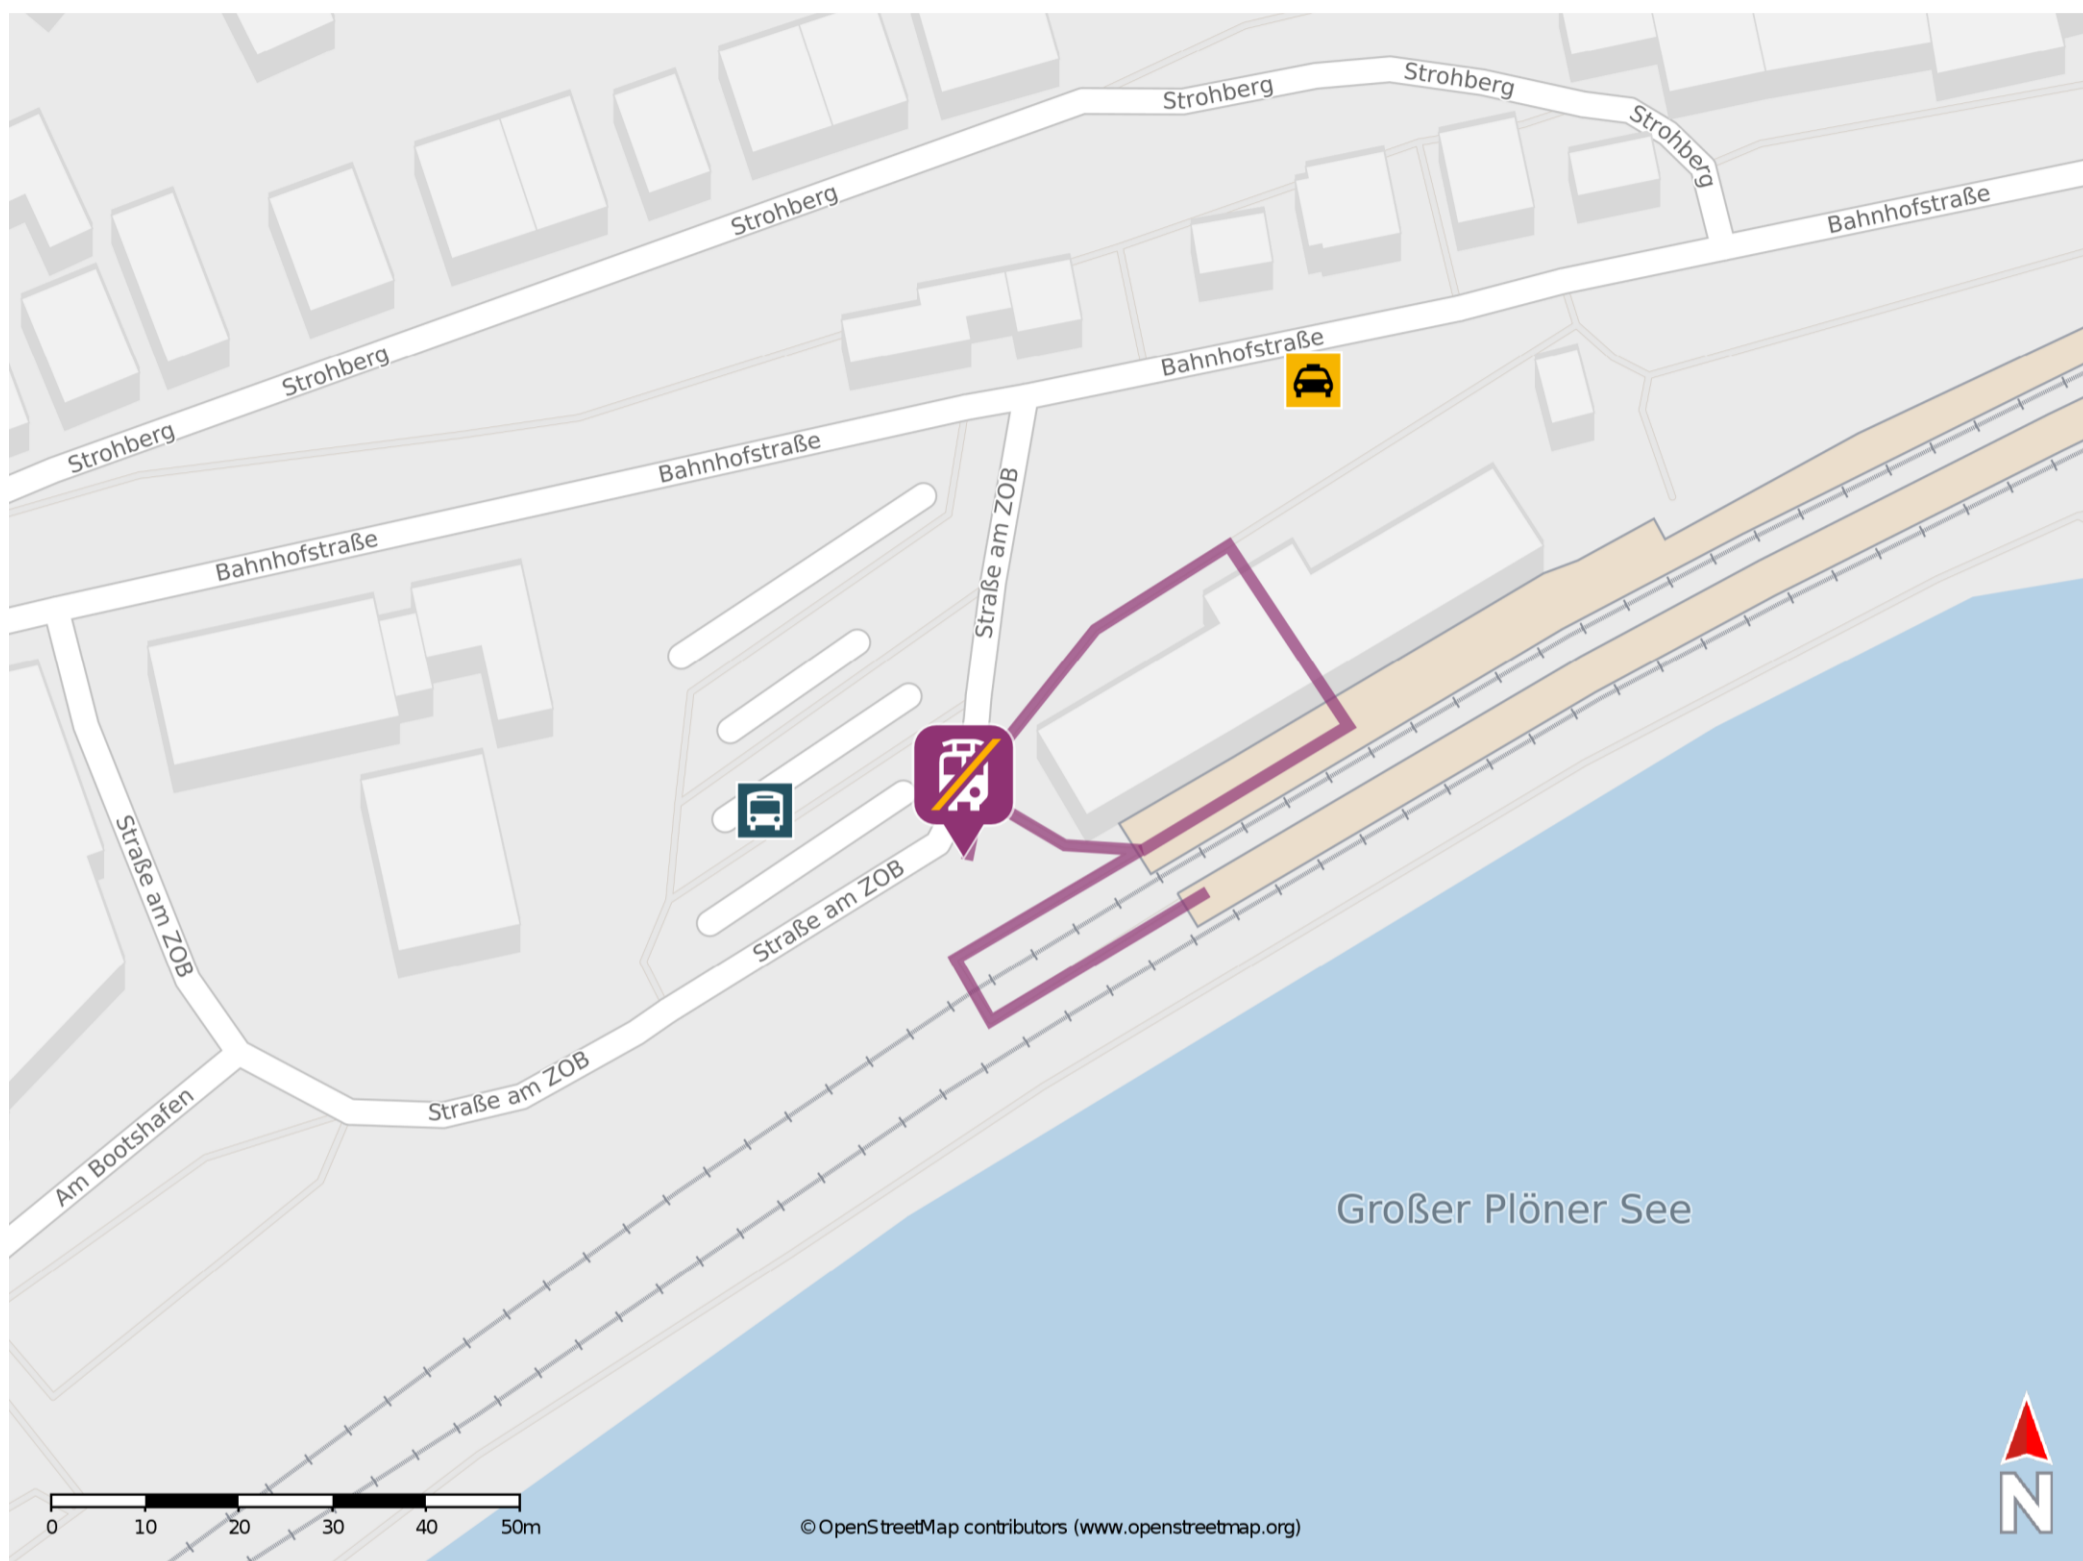 Strohberg
Strohberg
Strohberg
Strohberg
Bahnhofstraße
Strohberg
Bahnhofstraße
Strohberg
Strohberg
Bahnhofstraße
Straße am ZOB
Bahnhofstraße
Straße am ZOB
Straße am ZOB
Straße am ZOB
Am Bootshafen
Großer Plöner See
N
0 10 20 30 40 50m
© OpenStreetMap contributors (www.openstreetmap.org)